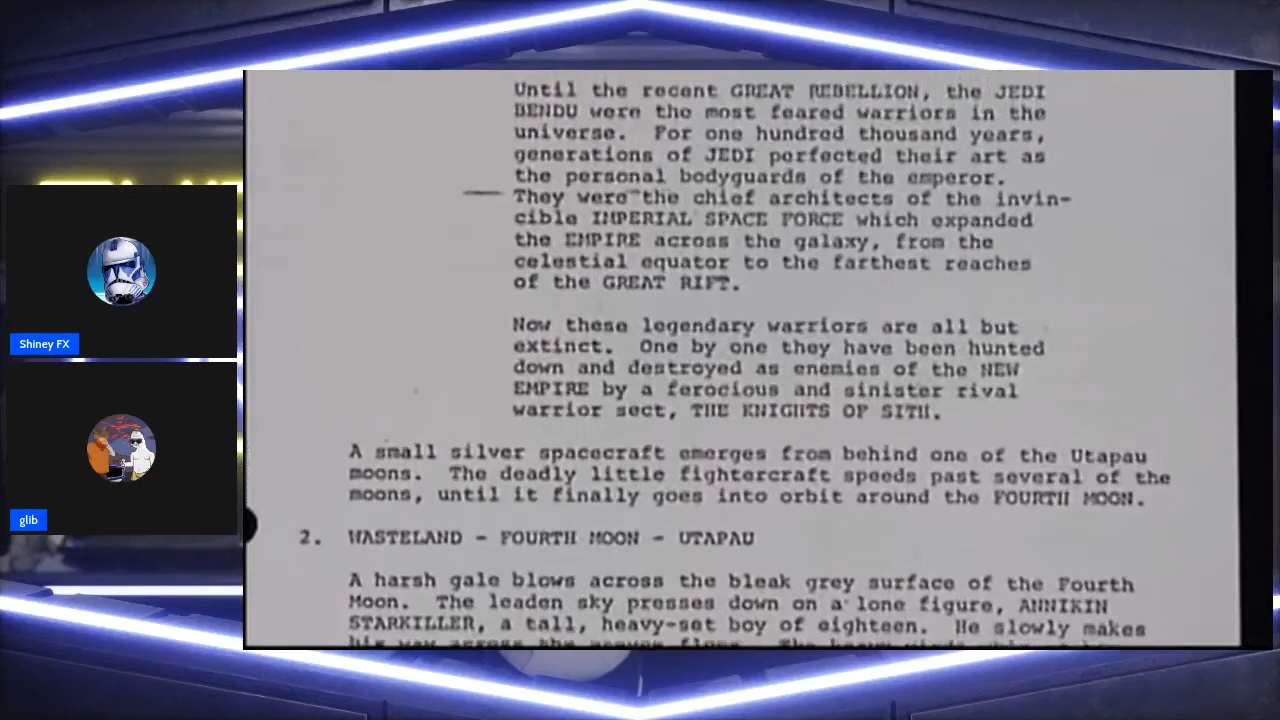 Until the recent GREAT REBELLION, the JEDI
BENDU were the most feared warriors in the
universe. For one hundred thousand years,
generations of JEDI perfected their art as
the personal bodyguards of the emperor.
They were the chief architects of the invin-
cible IMPERIAL SPACE FORCE which expanded
the EMPIRE across the galaxy, from the
celestial equator to the farthest reaches
of the GREAT RIFT.
Now these legendary warriors are all but
extinct. One by one they have been hunted
down and destroyed as enemies of the NEW
EMPIRE by a ferocious and sinister rival
warrior sect, THE KNIGHTS OF SITH.
A small silver spacecraft emerges from behind one of the Utapau
moons. The deadly little fightercraft speeds past several of the
moons, until it finally goes into orbit around the FOURTH MOON.
2. WASTELAND - FOURTH MOON - UTAPAU
A harsh gale blows across the bleak grey surface of the Fourth
Moon. The leaden sky presses down on a lone figure, ANNIKIN
STARKILLER, a tall, heavy-set boy of eighteen. He slowly makes
his way across the
Shiney FX
glib